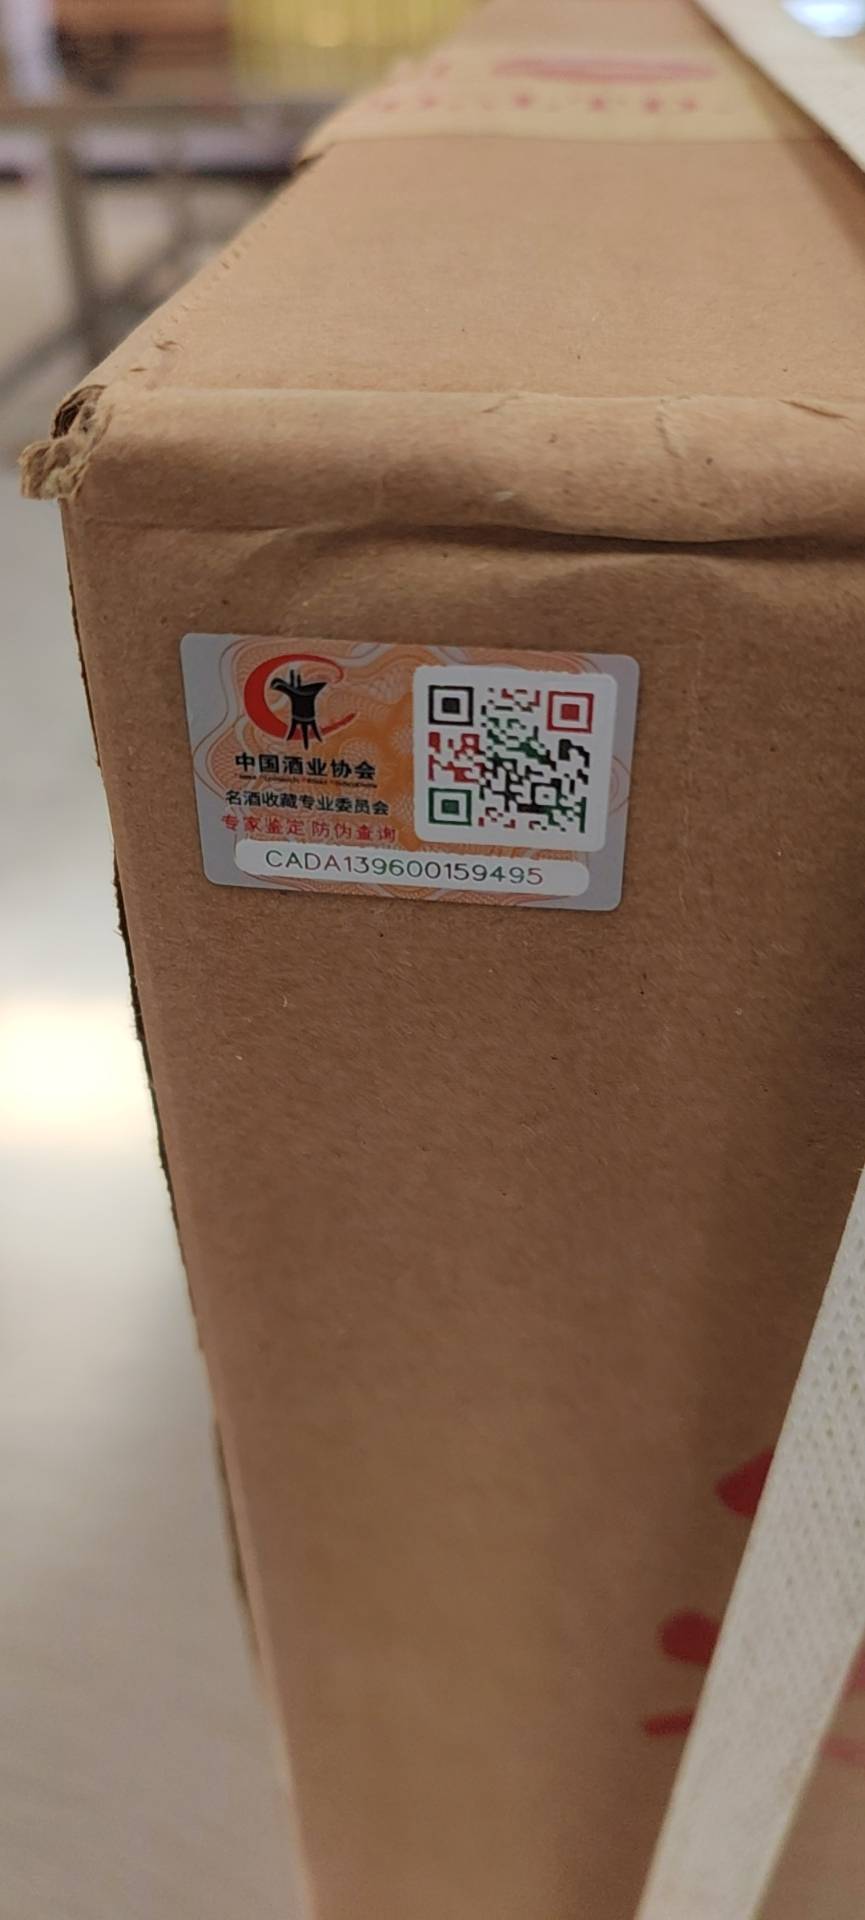 中国酒业协会
名酒收藏专业委员会
专家鉴定 防伪查询
CADA139600159495